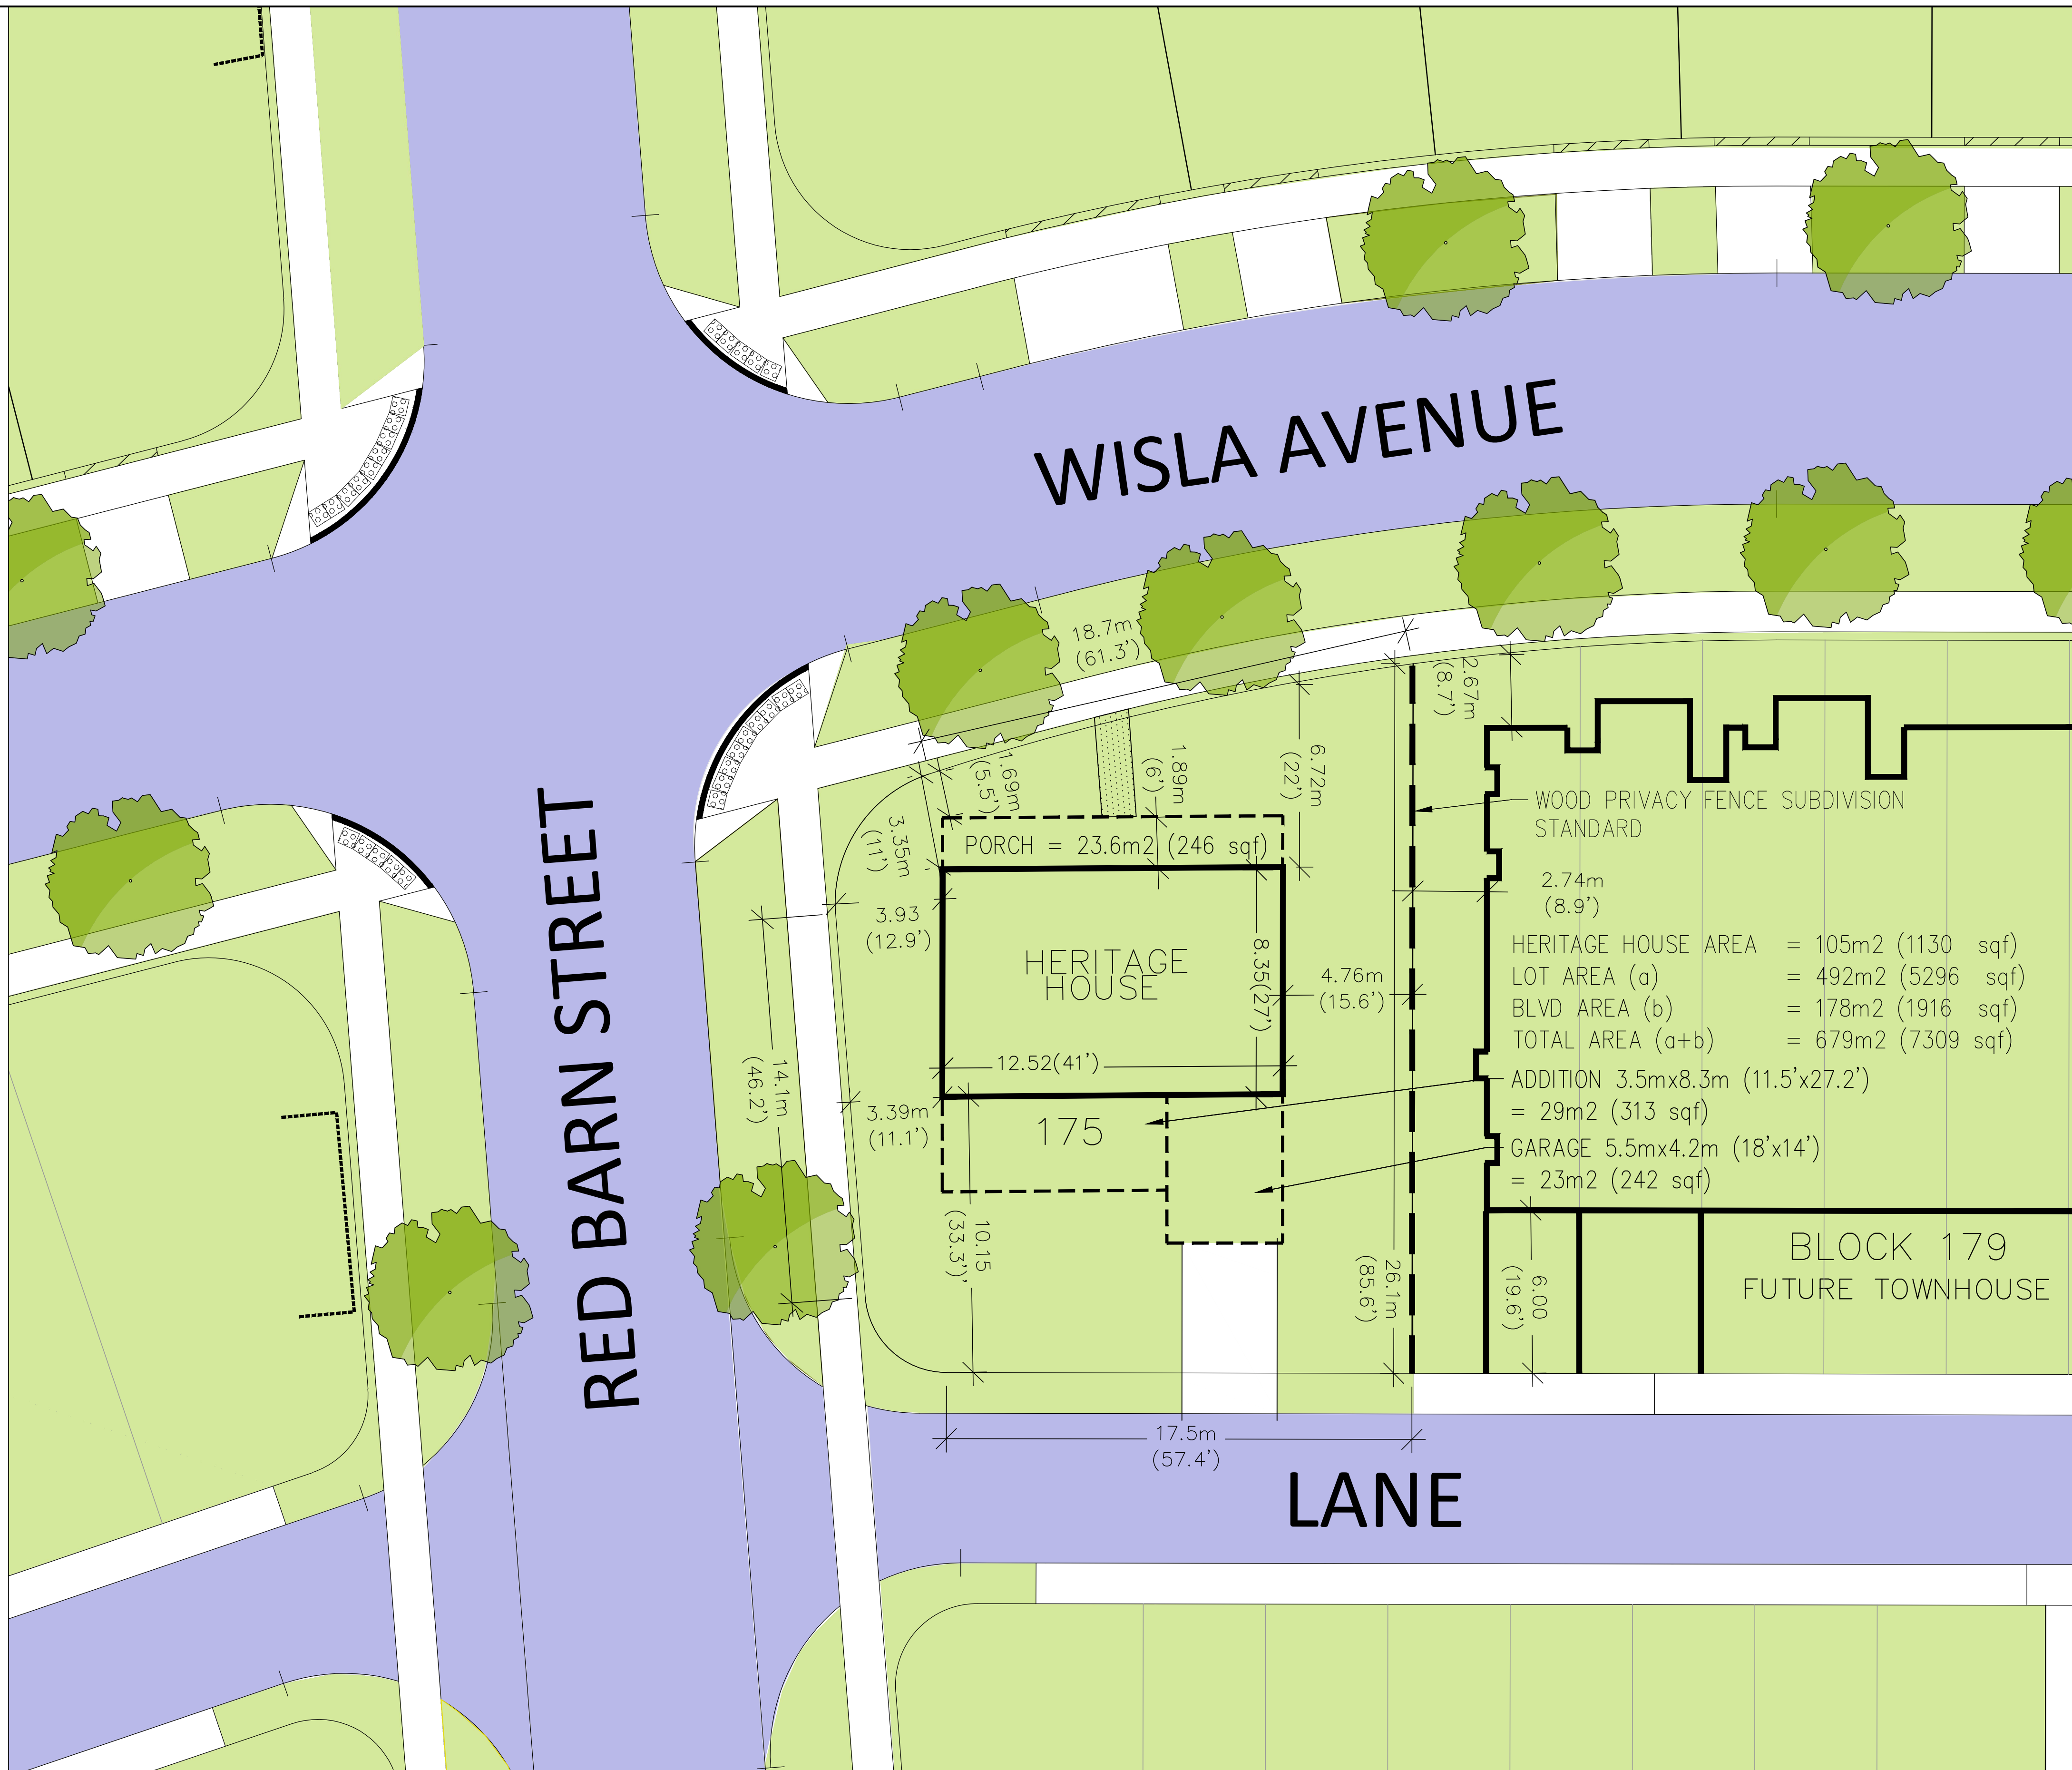 WISLA AVENUE
18.7m
(61.3')
2.67m
(8.7')
1.69m
(5.5')
1.89m
(6')
6.72m
(22')
WOOD PRIVACY FENCE SUBDIVISION
STANDARD
3.35m
(11')
PORCH = 23.6m2 (246 sqf)
2.74m
(8.9')
3.93
(12.9')
HERITAGE
HOUSE
8.35(27')
4.76m
(15.6')
HERITAGE HOUSE AREA = 105m2 (1130 sqf)
LOT AREA (a) = 492m2 (5296 sqf)
BLVD AREA (b) = 178m2 (1916 sqf)
TOTAL AREA (a+b) = 679m2 (7309 sqf)
RED BARN STREET
14.1m
(46.2')
12.52(41')
3.39m
(11.1')
175
ADDITION 3.5mx8.3m (11.5'x27.2')
= 29m2 (313 sqf)
GARAGE 5.5mx4.2m (18'x14')
= 23m2 (242 sqf)
10.15
(33.3')'
26.1m
(85.6')
6.00
(19.6')
BLOCK 179
FUTURE TOWNHOUSE
17.5m
(57.4')
LANE